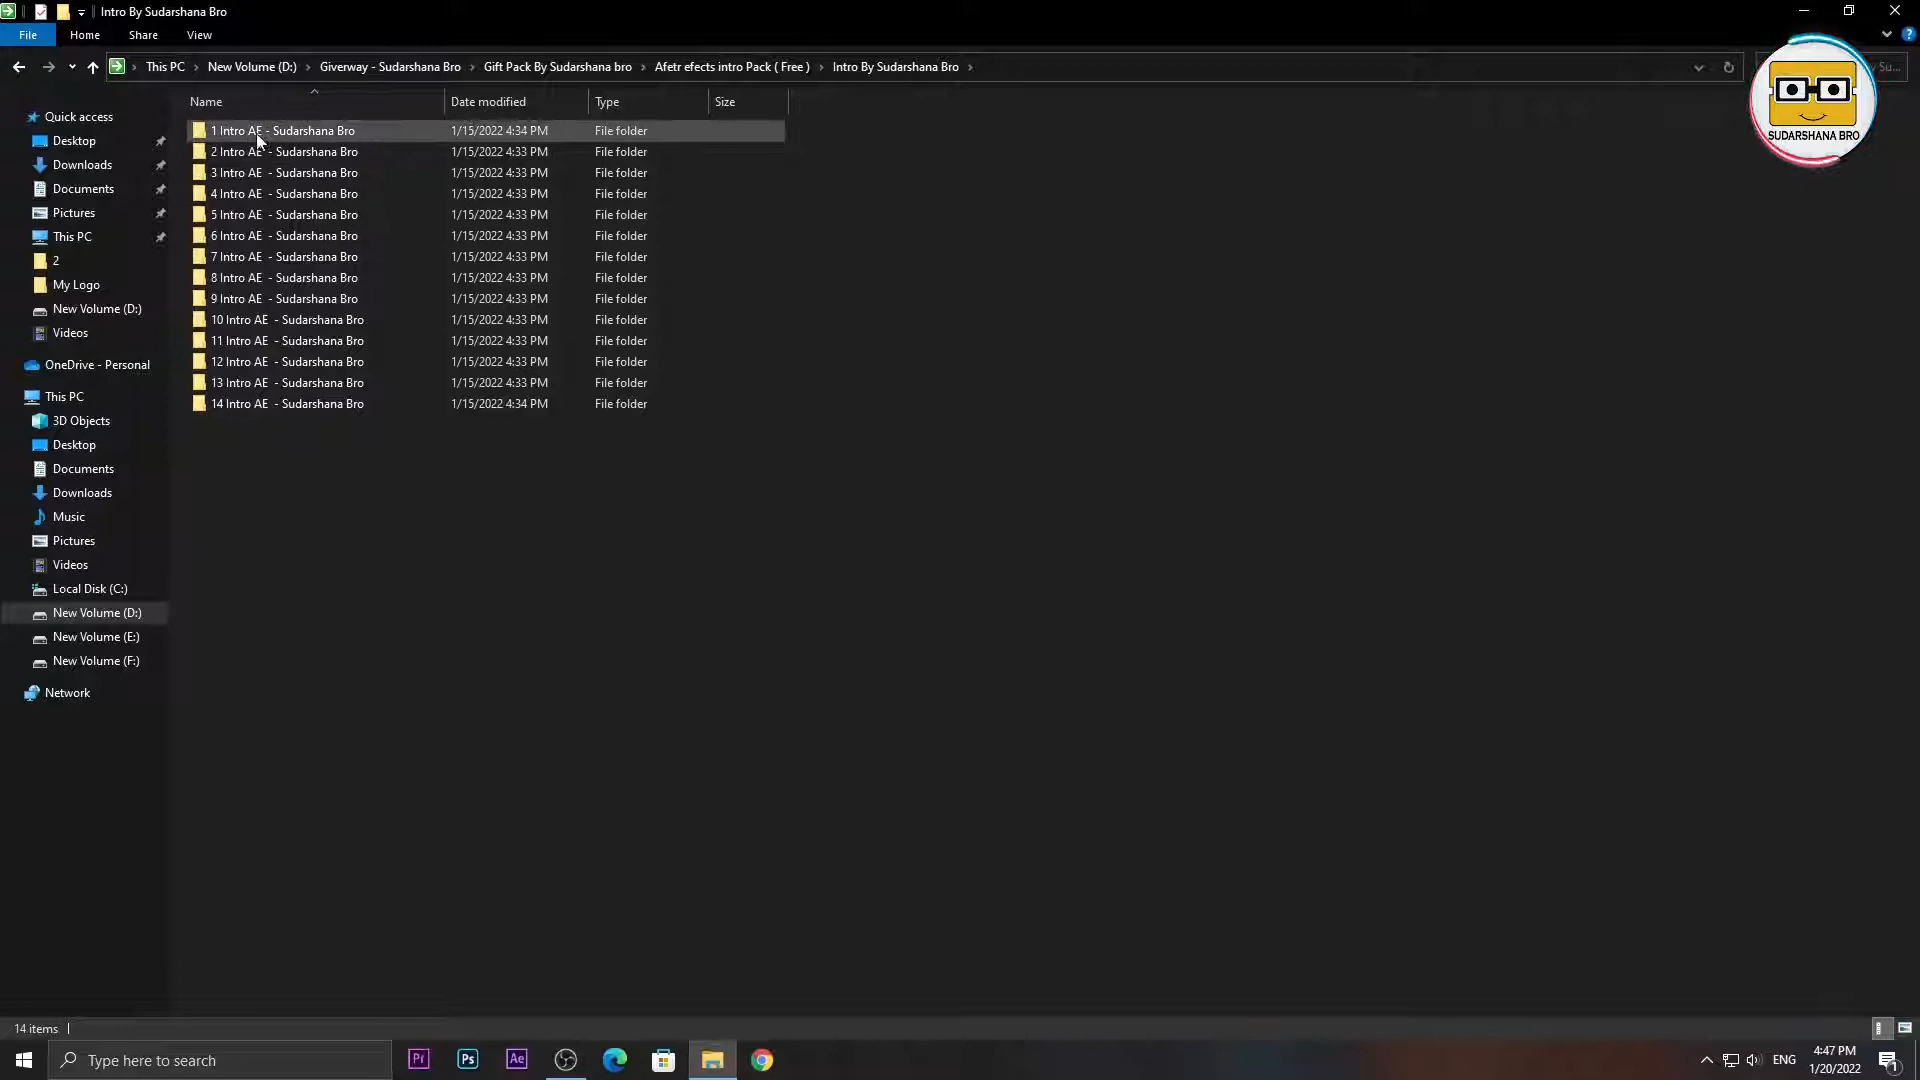 Intro By Sudarshana Bro
File Home Share View
This PC › New Volume (D:) › Giverway - Sudarshana Bro › Gift Pack By Sudarshana bro › Afetr efects intro Pack ( Free ) › Intro By Sudarshana Bro ›
Su...
SUDARSHANA BRO
Name Date modified Type Size
1 Intro AE - Sudarshana Bro 1/15/2022 4:34 PM File folder
2 Intro AE - Sudarshana Bro 1/15/2022 4:33 PM File folder
3 Intro AE - Sudarshana Bro 1/15/2022 4:33 PM File folder
4 Intro AE - Sudarshana Bro 1/15/2022 4:33 PM File folder
5 Intro AE - Sudarshana Bro 1/15/2022 4:33 PM File folder
6 Intro AE - Sudarshana Bro 1/15/2022 4:33 PM File folder
7 Intro AE - Sudarshana Bro 1/15/2022 4:33 PM File folder
8 Intro AE - Sudarshana Bro 1/15/2022 4:33 PM File folder
9 Intro AE - Sudarshana Bro 1/15/2022 4:33 PM File folder
10 Intro AE - Sudarshana Bro 1/15/2022 4:33 PM File folder
11 Intro AE - Sudarshana Bro 1/15/2022 4:33 PM File folder
12 Intro AE - Sudarshana Bro 1/15/2022 4:33 PM File folder
13 Intro AE - Sudarshana Bro 1/15/2022 4:33 PM File folder
14 Intro AE - Sudarshana Bro 1/15/2022 4:34 PM File folder
Quick access
Desktop
Downloads
Documents
Pictures
This PC
2
My Logo
New Volume (D:)
Videos
OneDrive - Personal
This PC
3D Objects
Desktop
Documents
Downloads
Music
Pictures
Videos
Local Disk (C:)
New Volume (D:)
New Volume (E:)
New Volume (F:)
Network
14 items
Type here to search
Pr Ps Ae
ENG
4:47 PM
1/20/2022
1